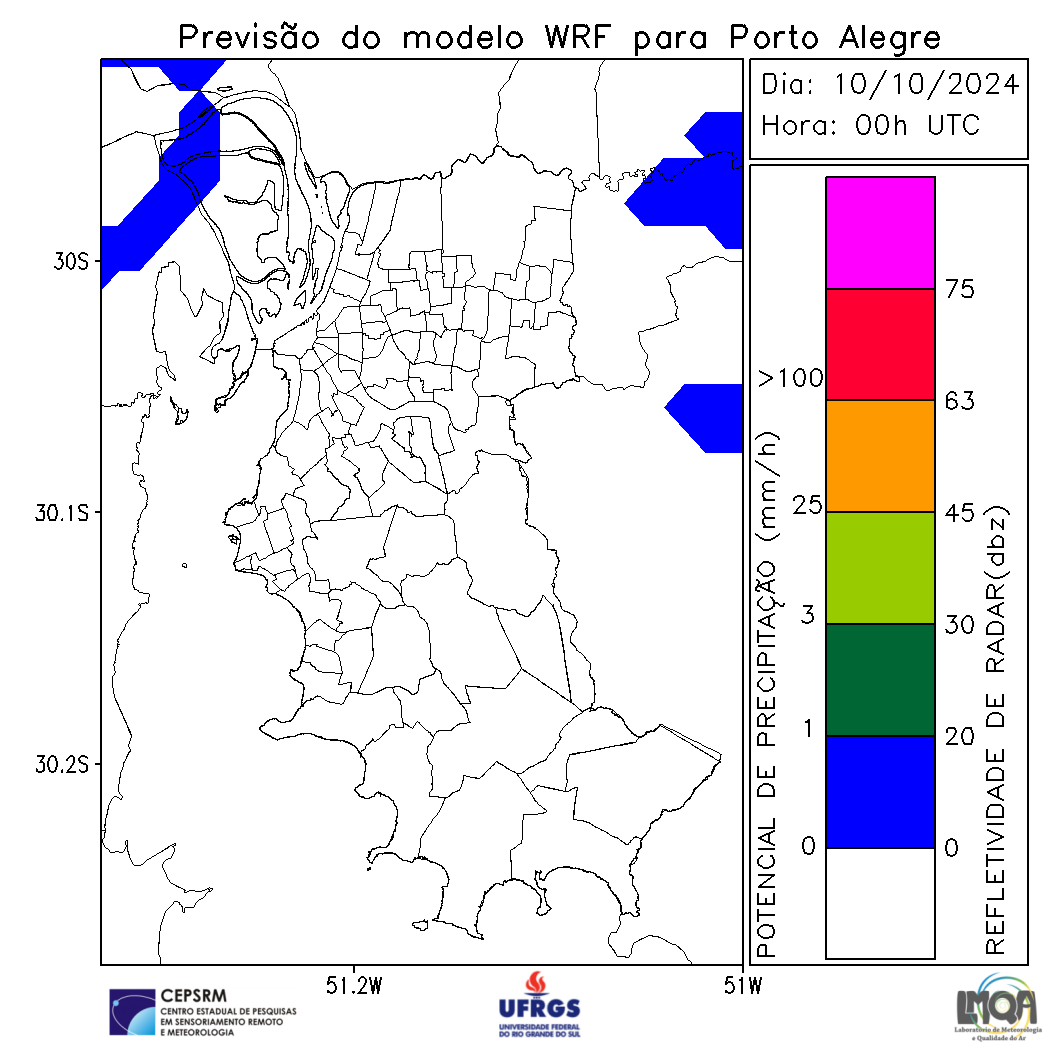 Previsão do modelo WRF para Porto Alegre
Dia: 10/10/2024
Hora: 00h UTC
30S
30.1S
30.2S
51.2W
51W
POTENCIAL DE PRECIPITAÇÃO (mm/h)
>100
25
3
1
0
75
63
45
30
20
0
REFLETIVIDADE DE RADAR(dbz)
CEPSRM
CENTRO ESTADUAL DE PESQUISAS
EM SENSORIAMENTO REMOTO
E METEOROLOGIA
UFRGS
UNIVERSIDADE FEDERAL
DO RIO GRANDE DO SUL
LMQA
Laboratório de Meteorologia
e Qualidade do Ar